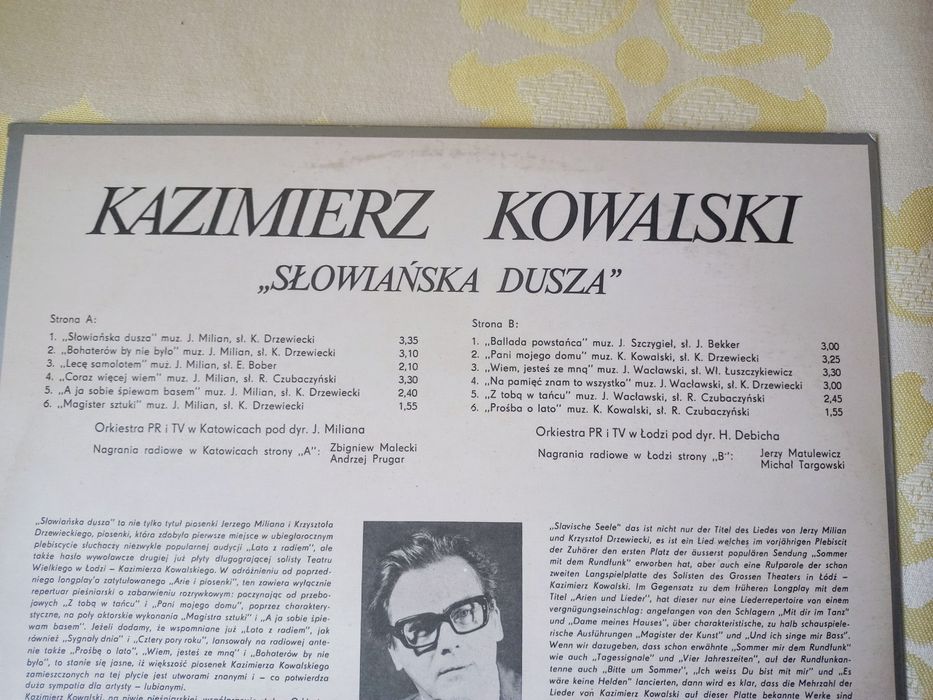 KAZIMIERZ KOWALSKI
„SŁOWIAŃSKA DUSZA”
Strona A:
1. „Słowiańska dusza” muz. J. Milian, sł. K. Drzewiecki 3,35
2. „Bohaterów by nie było” muz. J. Milian, sł. K. Drzewiecki 3,10
3. „Lecę samolotem” muz. J. Milian, sł. E. Bober 2,10
4. „Coraz więcej wiem” muz. J. Milian, sł. R. Czubaczyński 3,30
5. „A ja sobie śpiewam basem” muz. J. Milian, sł. K. Drzewiecki 2,40
6. „Magister sztuki” muz. J. Milian, sł. K. Drzewiecki 1,55
Orkiestra PR i TV w Katowicach pod dyr. J. Miliana
Nagrania radiowe w Katowicach strony „A”: Zbigniew Malecki
Andrzej Prugar
Strona B:
1. „Ballada powstańca” muz. J. Szczygieł, sł. J. Bekker 3,00
2. „Pani mojego domu” muz. K. Kowalski, sł. K. Drzewiecki 3,25
3. „Wiem, jesteś ze mną” muz. J. Wacławski, sł. Wł. Łuszczykiewicz 3,30
4. „Na pamięć znam to wszystko” muz. J. Wacławski, sł. K. Drzewiecki 3,00
5. „Z tobą w tańcu” muz. J. Wacławski, sł. R. Czubaczyński 2,45
6. „Prośba o lato” muz. K. Kowalski, sł. R. Czubaczyński 1,55
Orkiestra PR i TV w Łodzi pod dyr. H. Debicha
Nagrania radiowe w Łodzi strony „B”: Jerzy Matulewicz
Michał Targowski
„Słowiańska dusza” to nie tylko tytuł piosenki Jerzego Miliana i Krzysztofa
Drzewieckiego, piosenki, która zdobyła pierwsze miejsce w ubiegłorocznym
plebiscycie słuchaczy niezwykle popularnej audycji „Lato z radiem”, ale
także hasło wywoławcze drugiej już płyty długogrającej solisty Teatru
Wielkiego w Łodzi – Kazimierza Kowalskiego. W odróżnieniu od poprzed-
niego longplay'a zatytułowanego „Arie i piosenki”, ten zawiera wyłącznie
repertuar pieśniarski o zabarwieniu rozrywkowym: poczynając od przebo-
jowych „Z tobą w tańcu” i „Pani mojego domu”, poprzez charakterys-
tyczne, na poły aktorskie wykonania „Magistra sztuki” i „A ja sobie śpie-
wam basem”. Jeżeli dodamy, że wspomniane już „Lato z radiem”, jak
również „Sygnały dnia” i „Cztery pory roku”, lansowały na radiowej ante-
nie także „Prośbę o lato”, „Wiem, jesteś ze mną” i „Bohaterów by nie
było”, to stanie się jasne, iż większość piosenek Kazimierza Kowalskiego
zamieszczonych na tej płycie jest utworami znanymi i – co potwierdza
duża sympatia dla artysty – lubianymi.
„Slavische Seele” das ist nicht nur der Titel des Liedes von Jerzy Milian
und Krzysztof Drzewiecki, es ist ein Lied welches im vorjährigen Plebiscit
der Zuhörer den ersten Platz der äusserst populären Sendung „Sommer
mit dem Rundfunk” erworben hat, aber auch eine Rufparole der schon
zweiten Langspielplatte des Solisten des Grossen Theaters in Łódź –
Kazimierz Kowalski. Im Gegensatz zu dem früheren Longplay mit dem
Titel „Arien und Lieder”, hat dieser nur eine Liederrepertoire von einem
vergnügungseinschlag: angefangen von den Schlagern „Mit dir im Tanz”
und „Dame meines Hauses”, über charakteristische, zu halb schauspiele-
rische Ausführungen „Magister der Kunst” und „Und ich singe mir Bass”.
Wenn wir dazugeben, dass schon erwähnte „Sommer mit dem Rundfunk”
wie auch „Tagessignale” und „Vier Jahreszeiten”, auf der Rundfunkan-
tenne auch „Bitte um Sommer”, „Ich weiss Du bist mit mir” und „Es
wäre keine Helden” lancierten, dann wird es klar, dass die Mehrzahl der
Lieder von Kazimierz Kowalski auf dieser Platte bekannte Werke sind